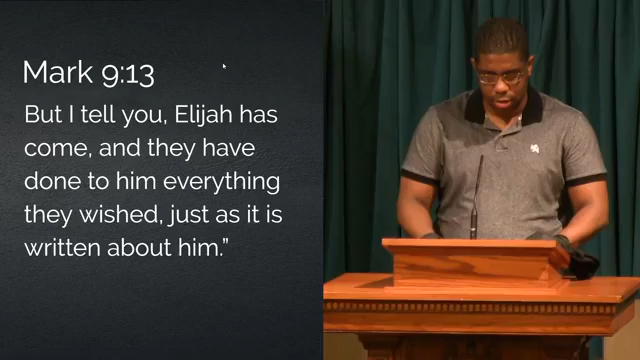 Mark 9:13
But I tell you, Elijah has
come, and they have
done to him everything
they wished, just as it is
written about him.”